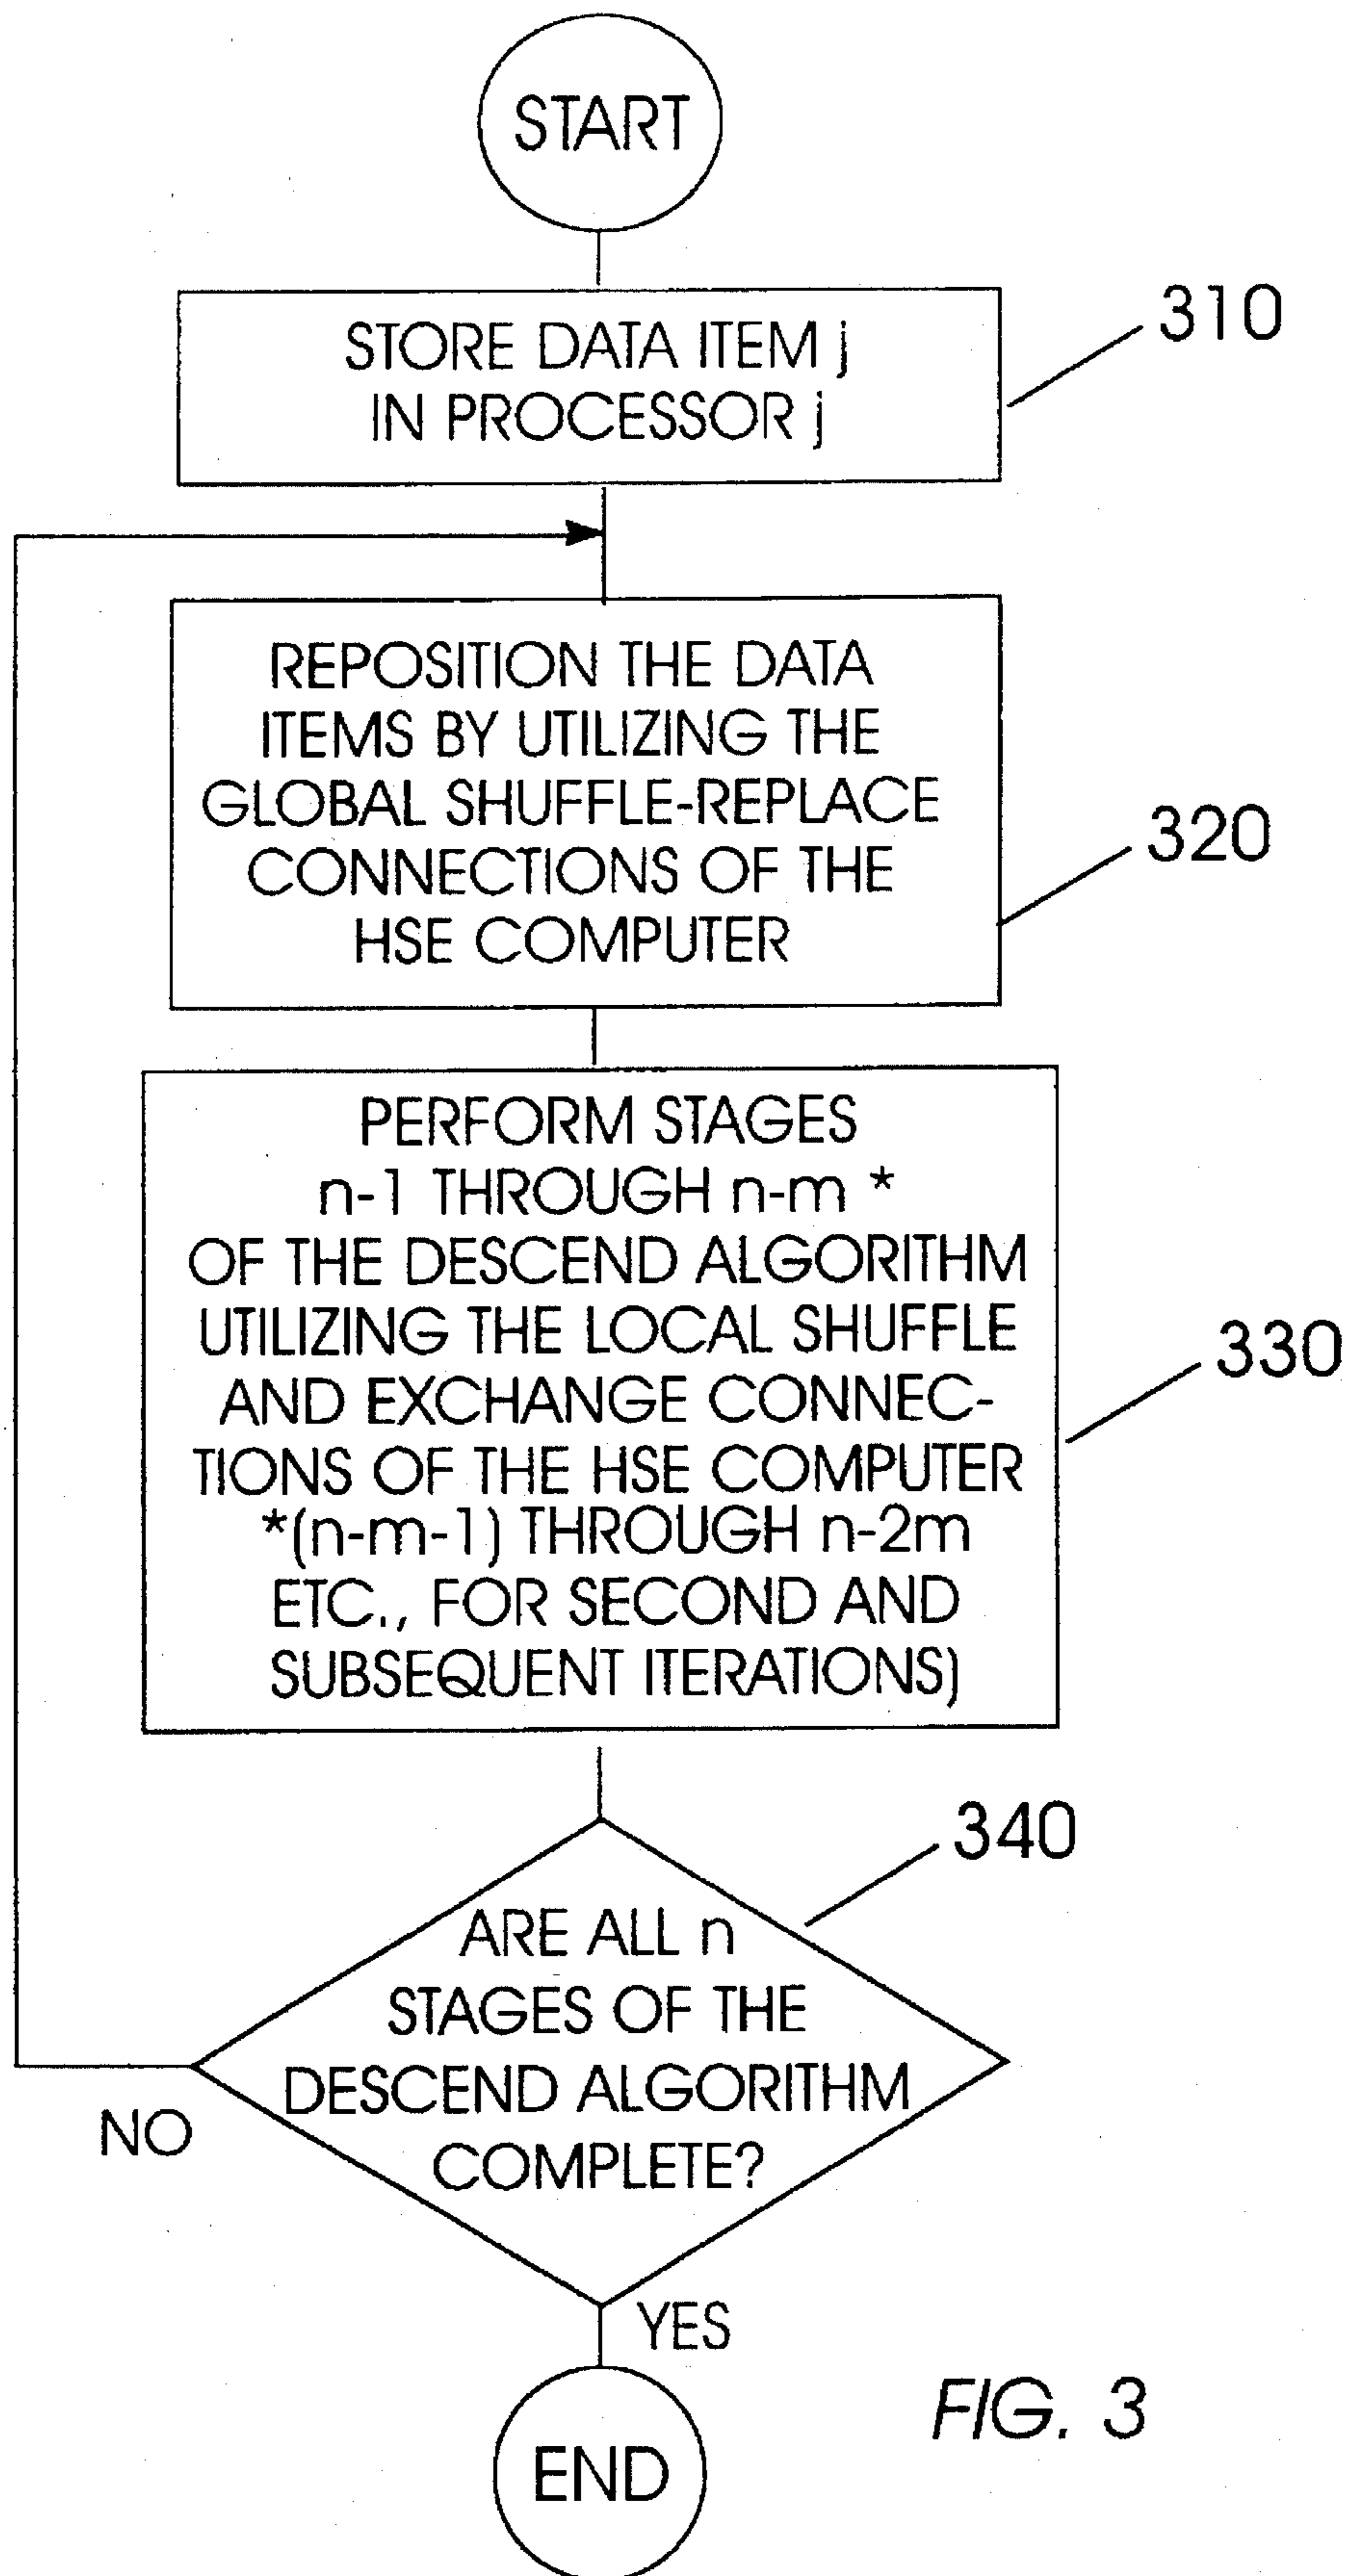 START
STORE DATA ITEM j
IN PROCESSOR j
310
REPOSITION THE DATA
ITEMS BY UTILIZING THE
GLOBAL SHUFFLE-REPLACE
CONNECTIONS OF THE
HSE COMPUTER
320
PERFORM STAGES
n-1 THROUGH n-m *
OF THE DESCEND ALGORITHM
UTILIZING THE LOCAL SHUFFLE
AND EXCHANGE CONNEC-
TIONS OF THE HSE COMPUTER
*(n-m-1) THROUGH n-2m
ETC., FOR SECOND AND
SUBSEQUENT ITERATIONS)
330
ARE ALL n
STAGES OF THE
DESCEND ALGORITHM
COMPLETE?
340
NO
YES
END
FIG. 3